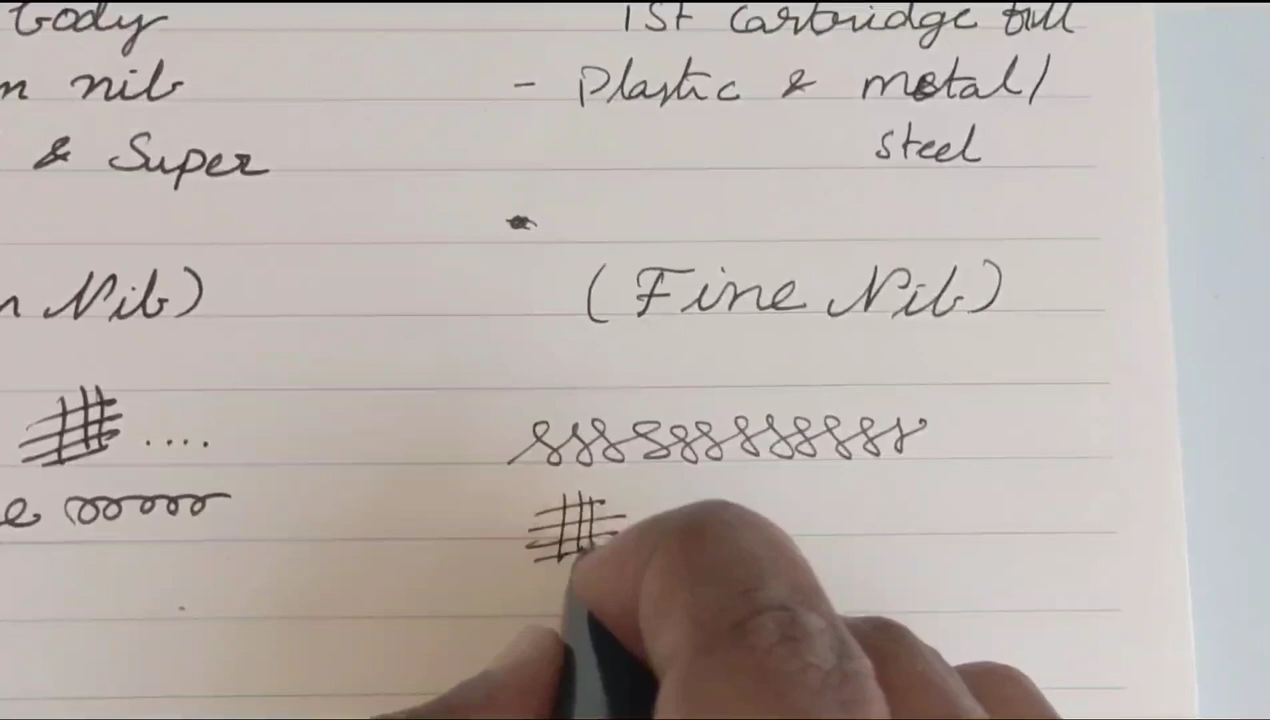 body
n nib
& Super
n Nib)
1st Cartridge full
- Plastic & metal/
steel
(Fine Nib)